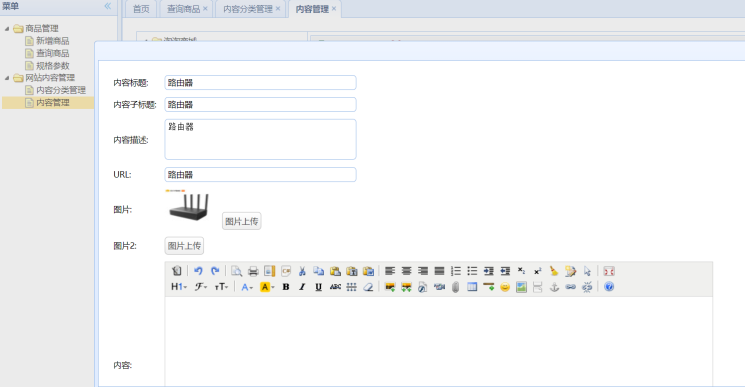 菜单
首页 查询商品 × 内容分类管理 × 内容管理 ×
商品管理
新增商品
查询商品
规格参数
网站内容管理
内容分类管理
内容管理
内容标题: 路由器
内容子标题: 路由器
内容描述: 路由器
URL: 路由器
图片: 图片上传
图片2: 图片上传
H1 F тT A A B I U ABC
内容: